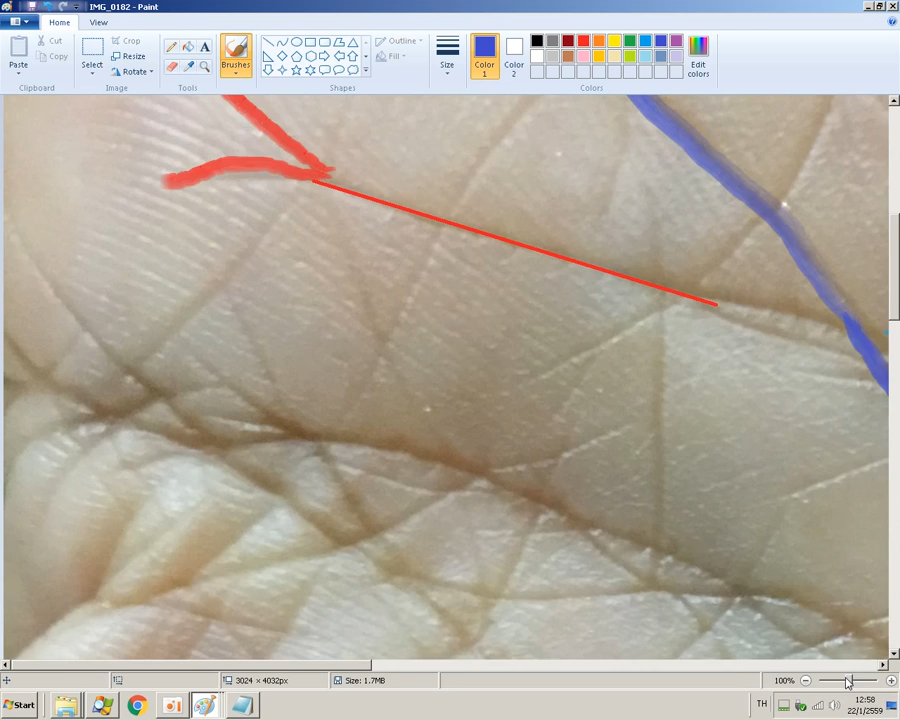 IMG_0182 - Paint
Home View
Paste
Cut
Copy
Clipboard
Select
Crop
Resize
Rotate
Image
A
Tools
Brushes
Outline
Fill
Shapes
Size
Color
1
Color
2
Edit
colors
Colors
3024 × 4032px
Size: 1.7MB
100%
Start
TH
12:58
22/1/2559